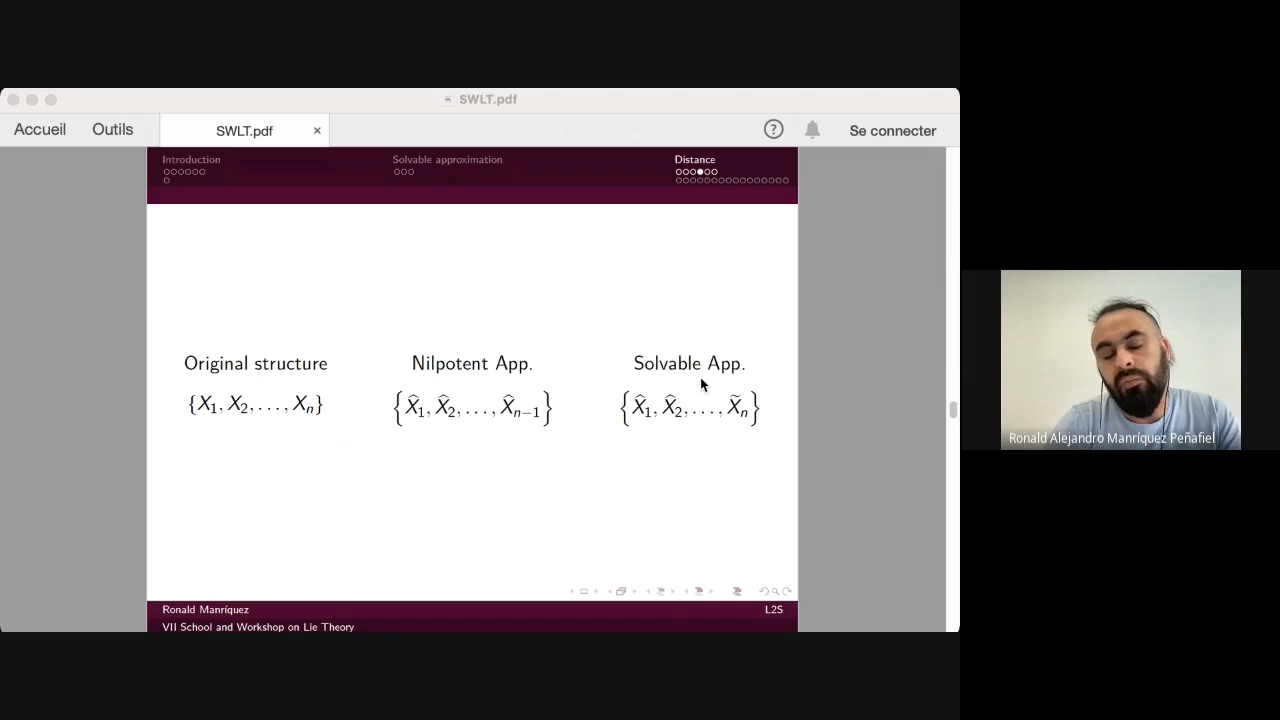 SWLT.pdf
Accueil Outils SWLT.pdf × ? Se connecter
Introduction Solvable approximation Distance
Original structure Nilpotent App. Solvable App.
{X₁, X₂, . . . , Xₙ} {X̂₁, X̂₂, . . . , X̂ₙ₋₁} {X̂₁, X̂₂, . . . , X̃ₙ}
Ronald Manríquez L2S
VII School and Workshop on Lie Theory
Ronald Alejandro Manríquez Peñafiel